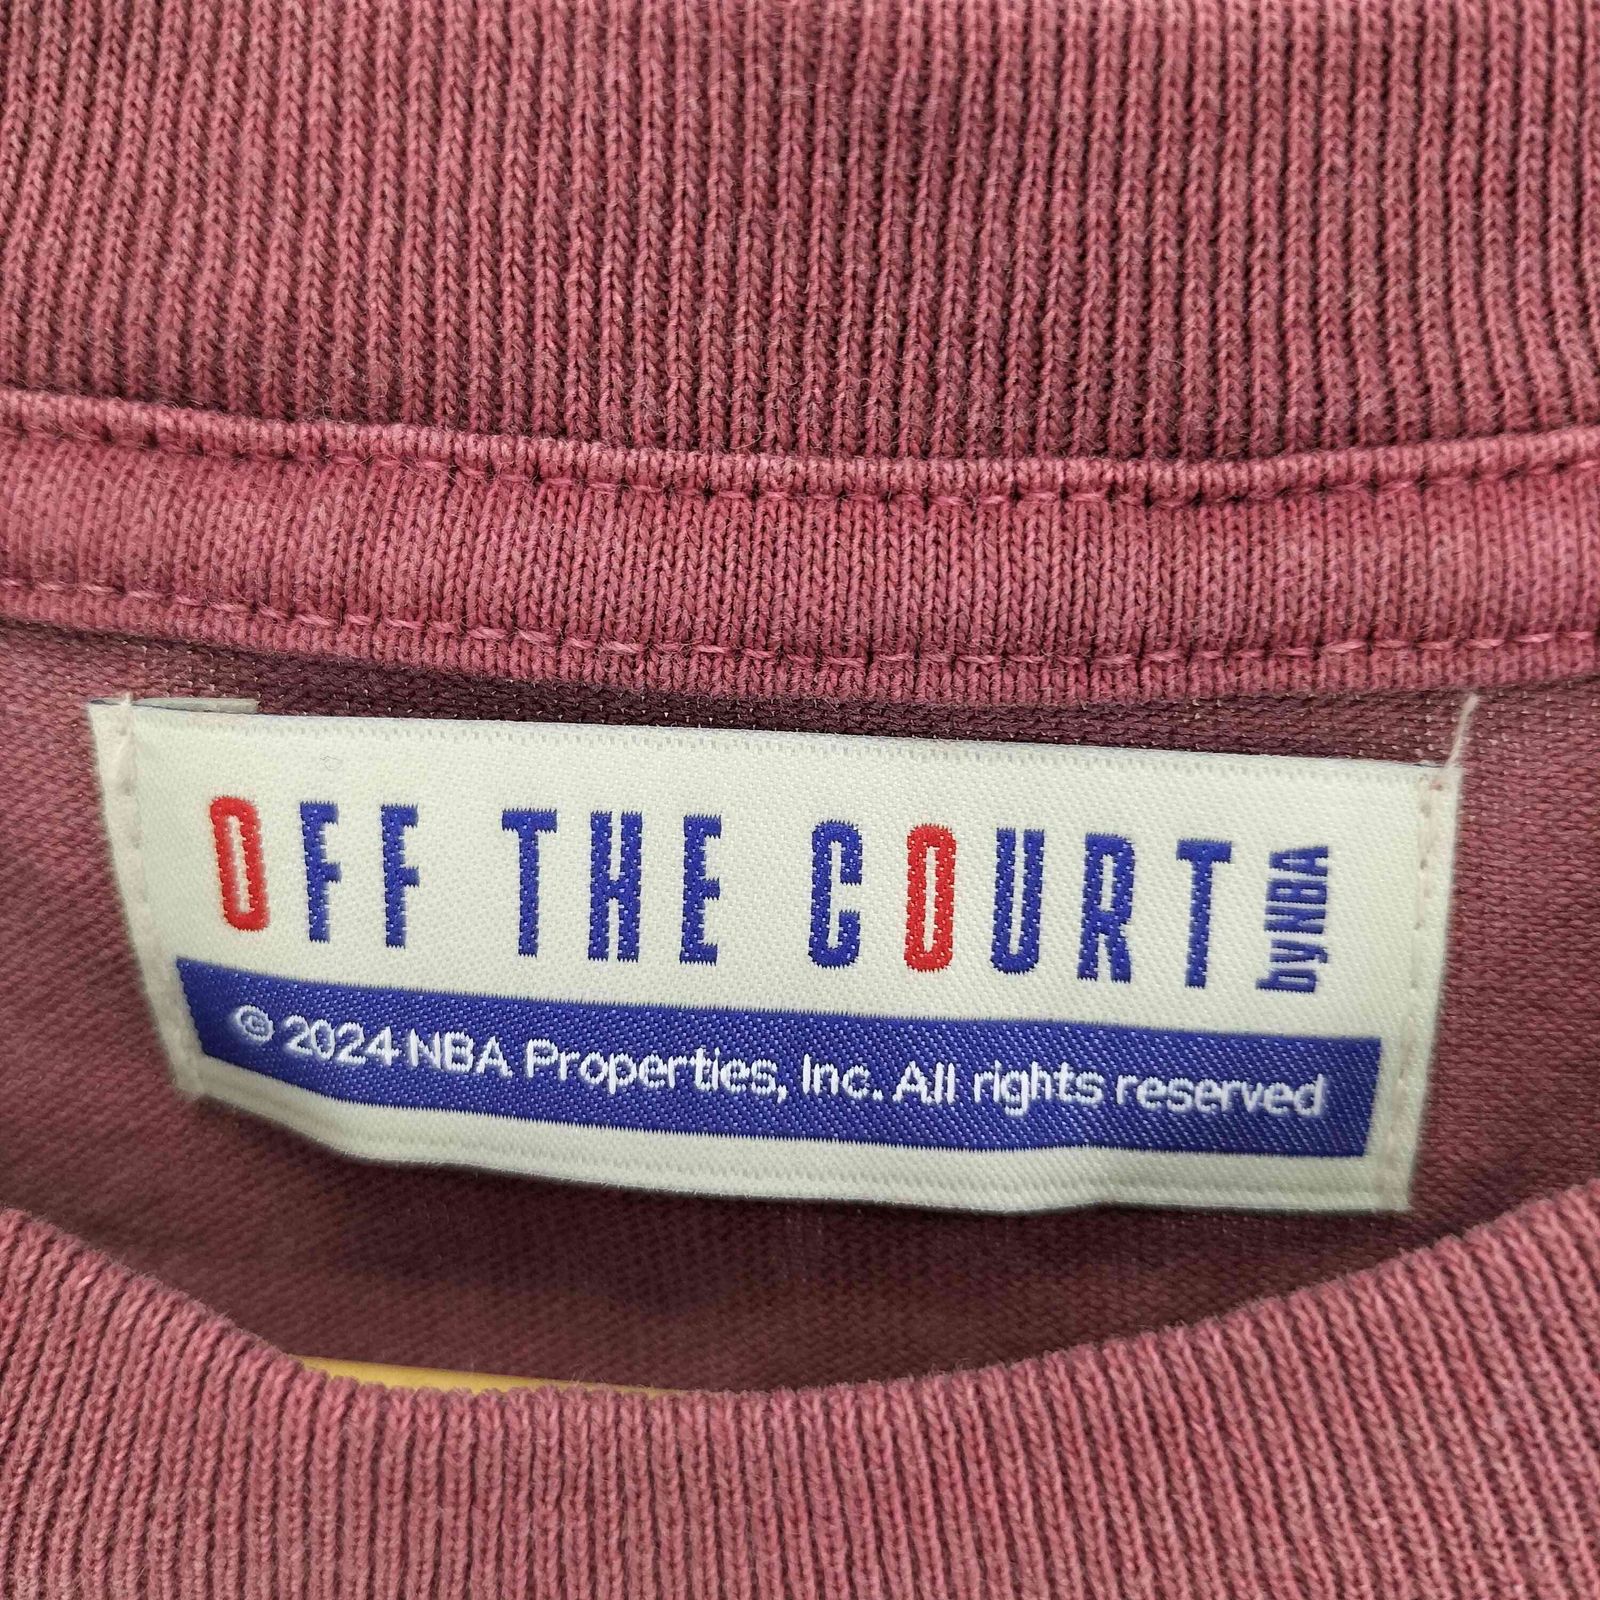 OFF THE COURT by NBA
© 2024 NBA Properties, Inc. All rights reserved